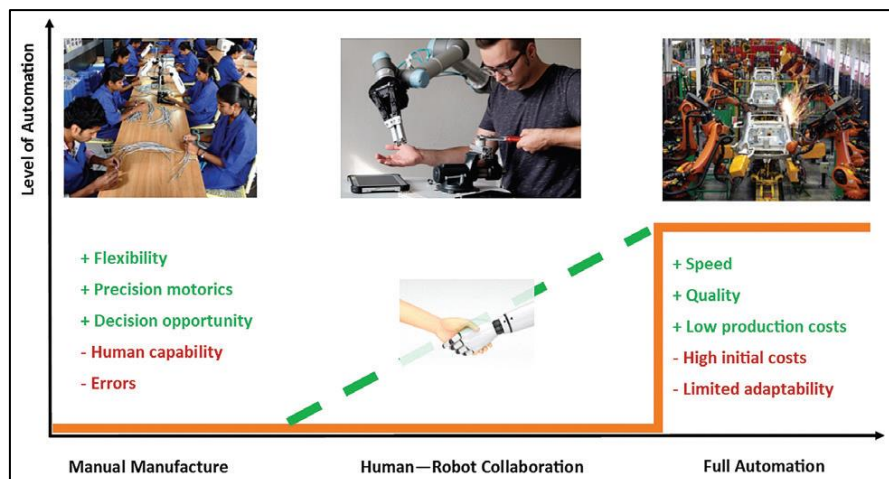 Level of Automation
+ Flexibility
+ Precision motorics
+ Decision opportunity
- Human capability
- Errors
+ Speed
+ Quality
+ Low production costs
- High initial costs
- Limited adaptability
Manual Manufacture
Human—Robot Collaboration
Full Automation